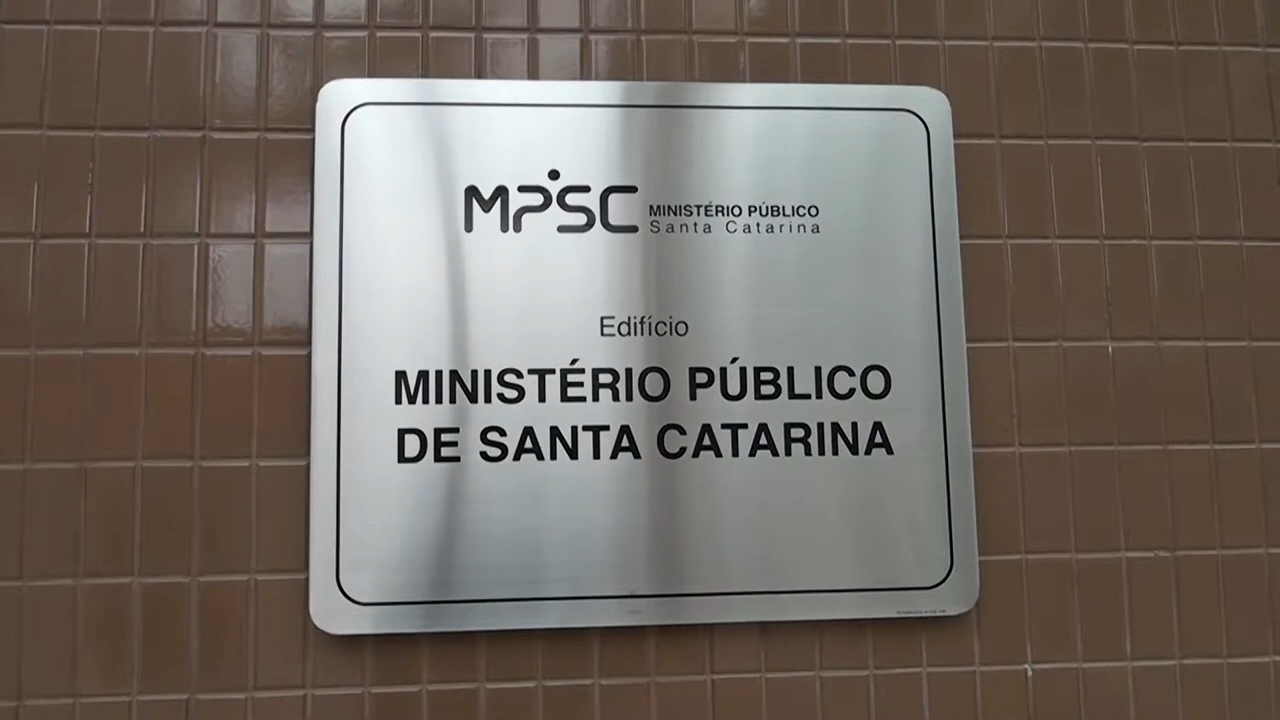 MPSC MINISTÉRIO PÚBLICO
Santa Catarina
Edifício
MINISTÉRIO PÚBLICO
DE SANTA CATARINA